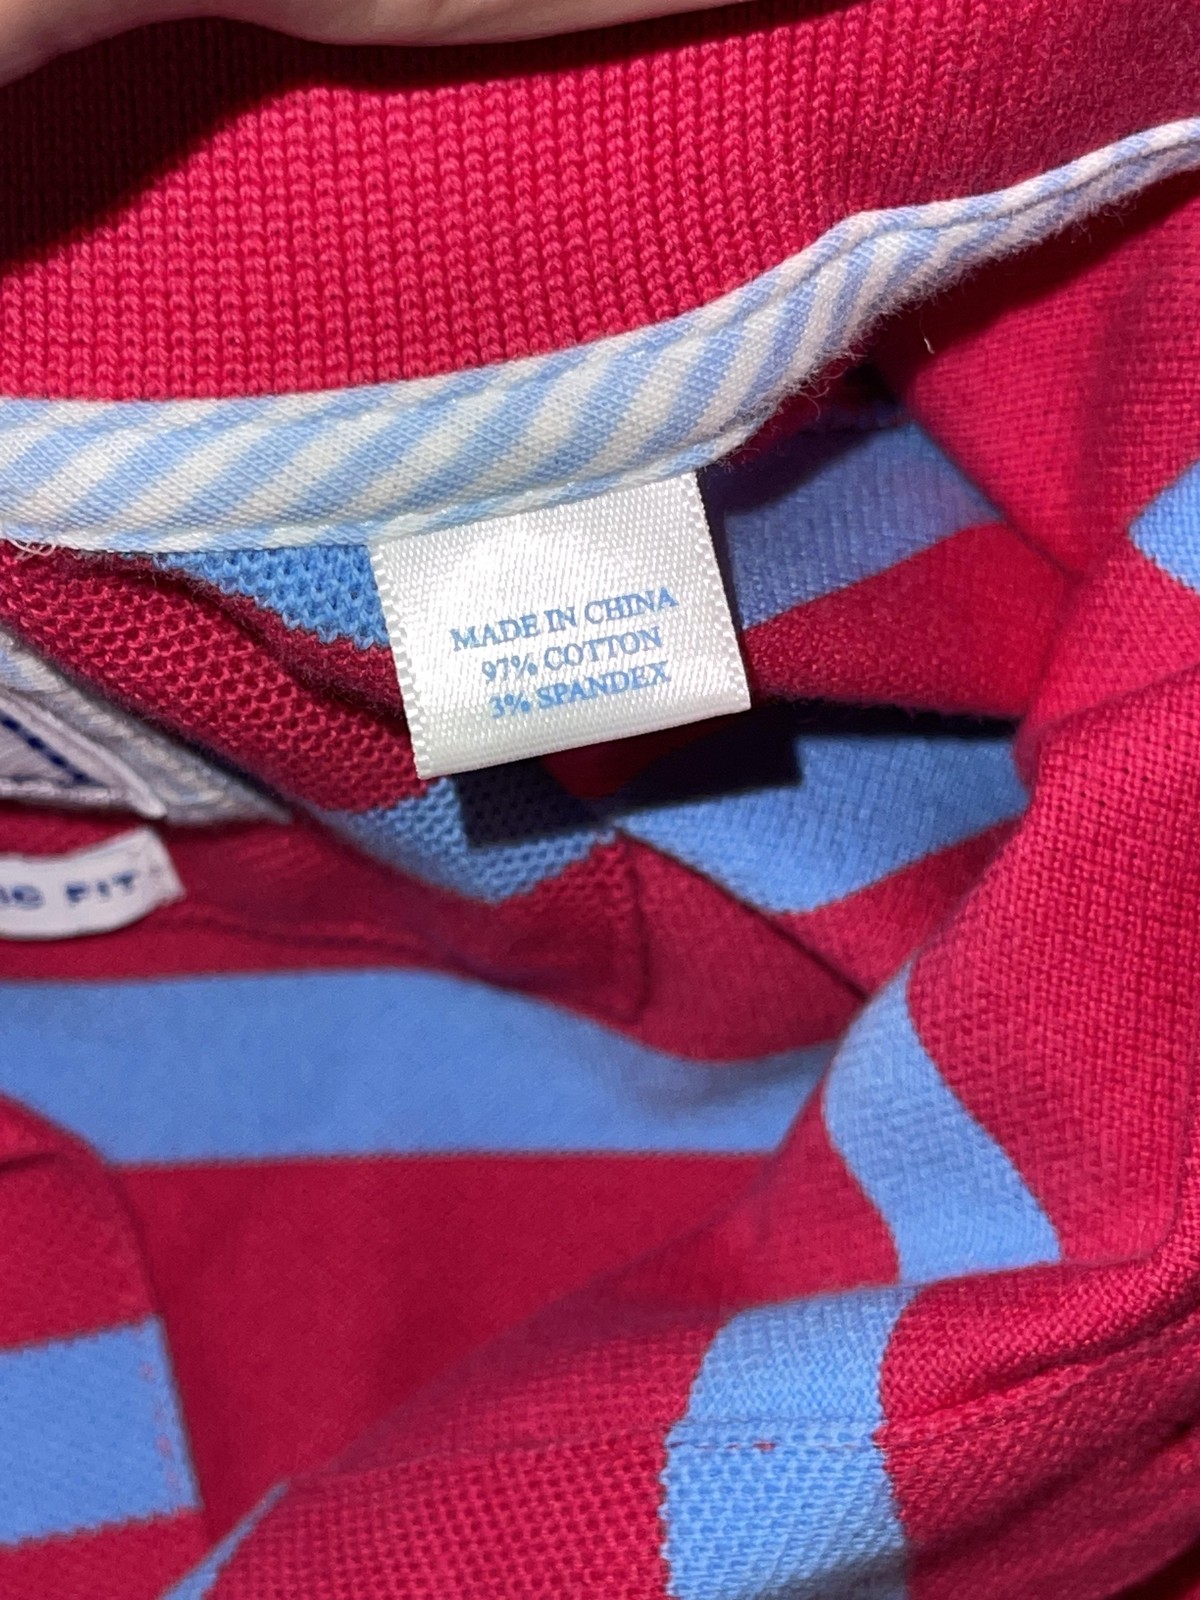 MADE IN CHINA
97% COTTON
3% SPANDEX
FIT